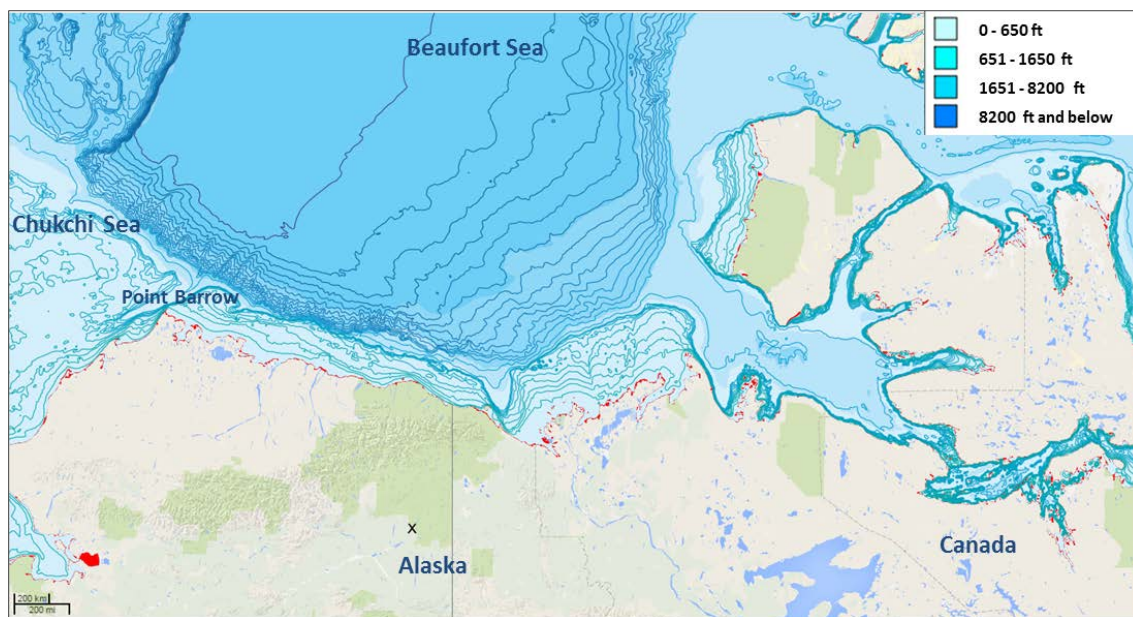 Beaufort Sea
0 - 650 ft
651 - 1650 ft
1651 - 8200 ft
8200 ft and below
Chukchi Sea
Point Barrow
x
Alaska
Canada
200 km
200 mi